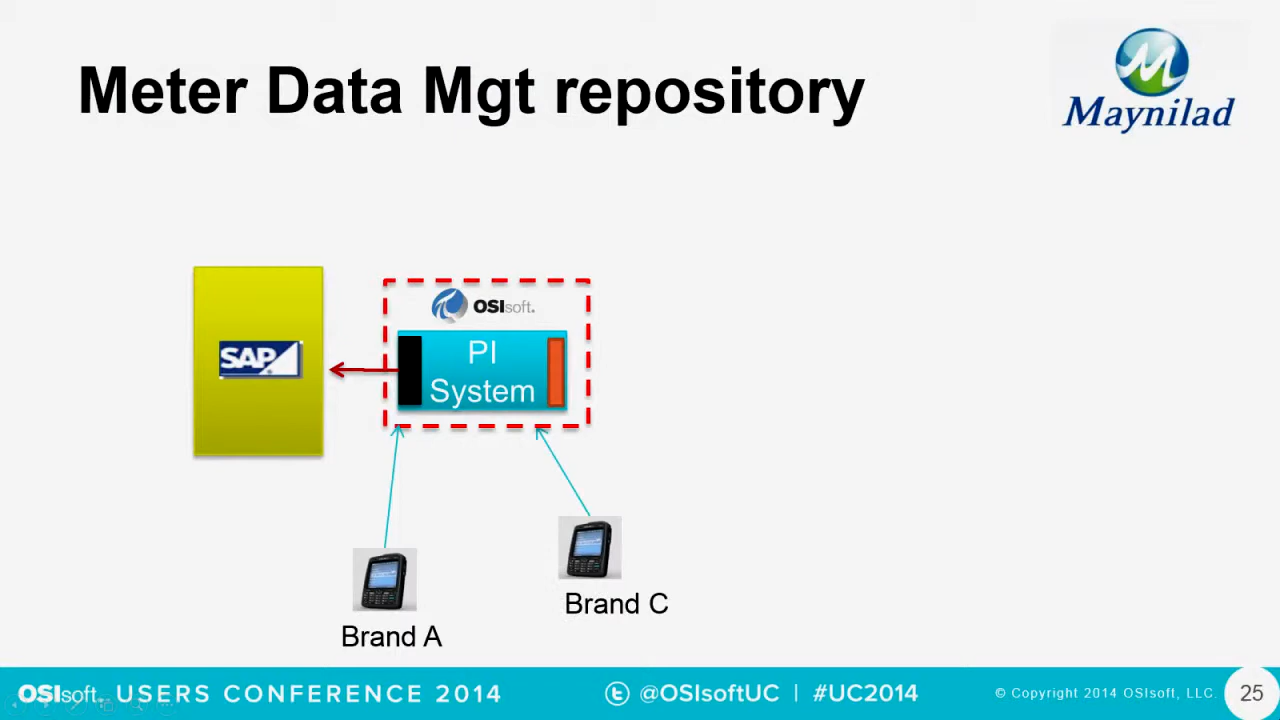 Meter Data Mgt repository
Maynilad
OSIsoft.
SAP
PI
System
Brand C
Brand A
OSIsoft. USERS CONFERENCE 2014
@OSIsoftUC | #UC2014
© Copyright 2014 OSIsoft, LLC.
25